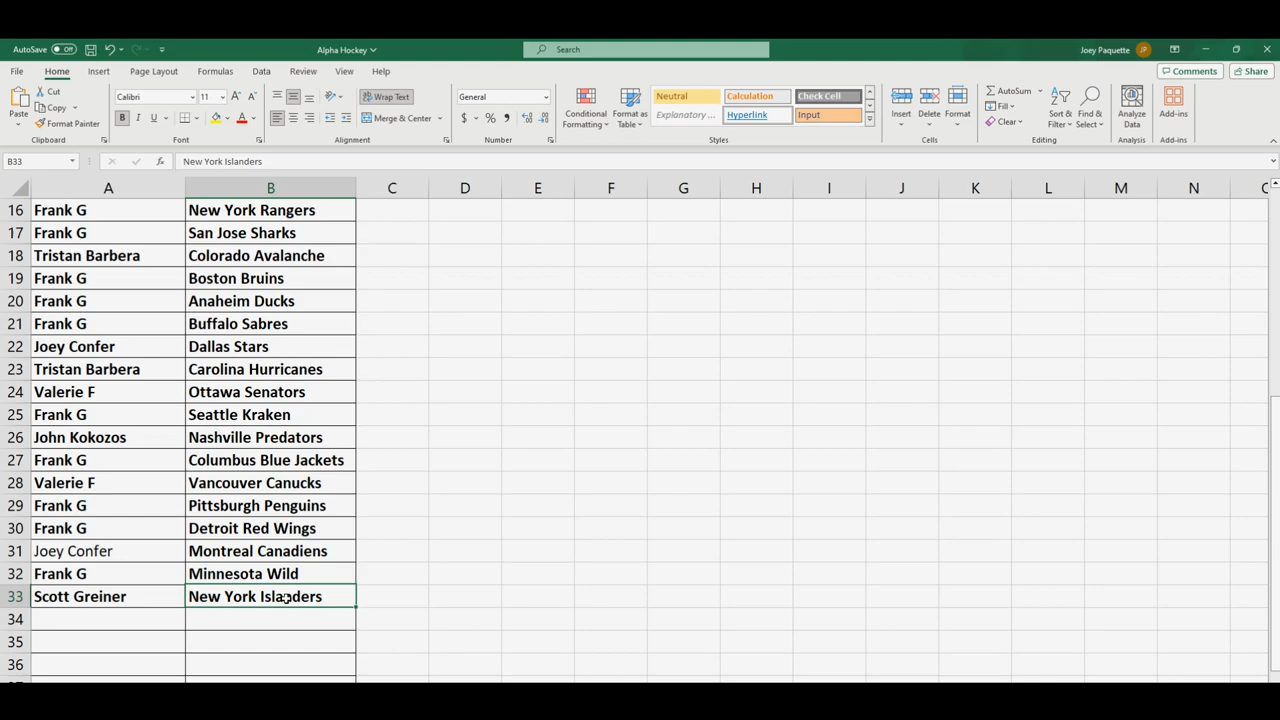 AutoSave Off Alpha Hockey Search Joey Paquette JP
File Home Insert Page Layout Formulas Data Review View Help Comments Share
Paste Cut Copy Format Painter Clipboard
Calibri 11 A A B I U A Font
Wrap Text Merge & Center Alignment
General $ % , Number
Conditional Formatting Format as Table Neutral Calculation Check Cell Explanatory ... Hyperlink Input Styles
Insert Delete Format Cells
AutoSum Fill Clear Sort & Filter Find & Select Editing
Analyze Data Analysis Add-ins Add-ins
B33 fx New York Islanders
A B C D E F G H I J K L M N
16 Frank G New York Rangers
17 Frank G San Jose Sharks
18 Tristan Barbera Colorado Avalanche
19 Frank G Boston Bruins
20 Frank G Anaheim Ducks
21 Frank G Buffalo Sabres
22 Joey Confer Dallas Stars
23 Tristan Barbera Carolina Hurricanes
24 Valerie F Ottawa Senators
25 Frank G Seattle Kraken
26 John Kokozos Nashville Predators
27 Frank G Columbus Blue Jackets
28 Valerie F Vancouver Canucks
29 Frank G Pittsburgh Penguins
30 Frank G Detroit Red Wings
31 Joey Confer Montreal Canadiens
32 Frank G Minnesota Wild
33 Scott Greiner New York Islanders
34
35
36